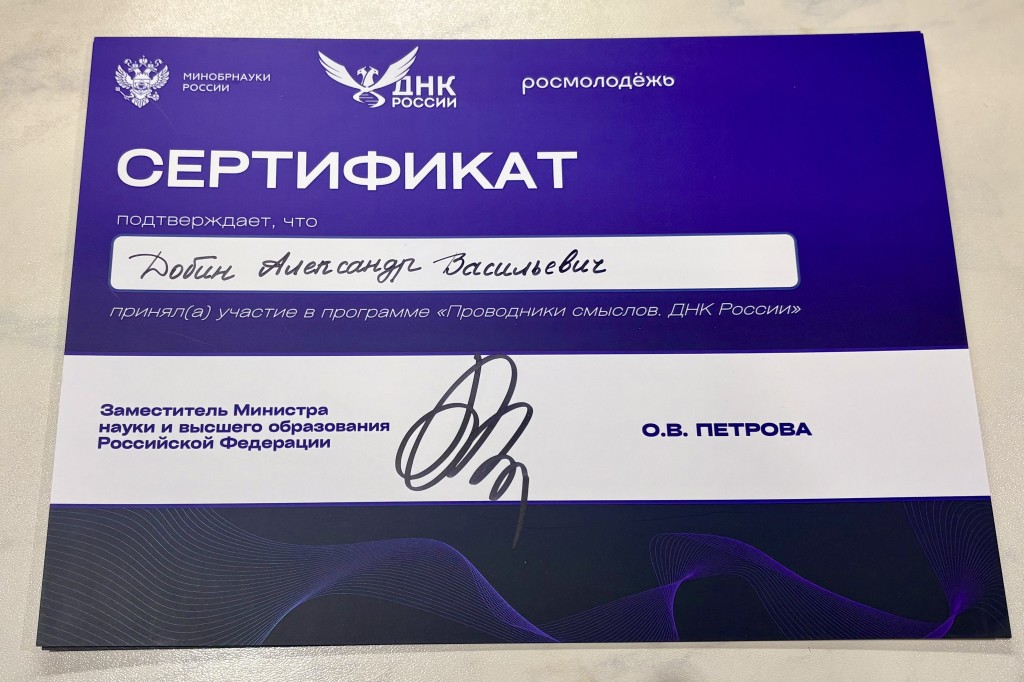 МИНОБРНАУКИ
РОССИИ
ДНК
РОССИИ
росмолодёжь
СЕРТИФИКАТ
подтверждает, что
Добин Александр Васильевич
принял(а) участие в программе «Проводники смыслов. ДНК России»
Заместитель Министра
науки и высшего образования
Российской Федерации
О.В. ПЕТРОВА